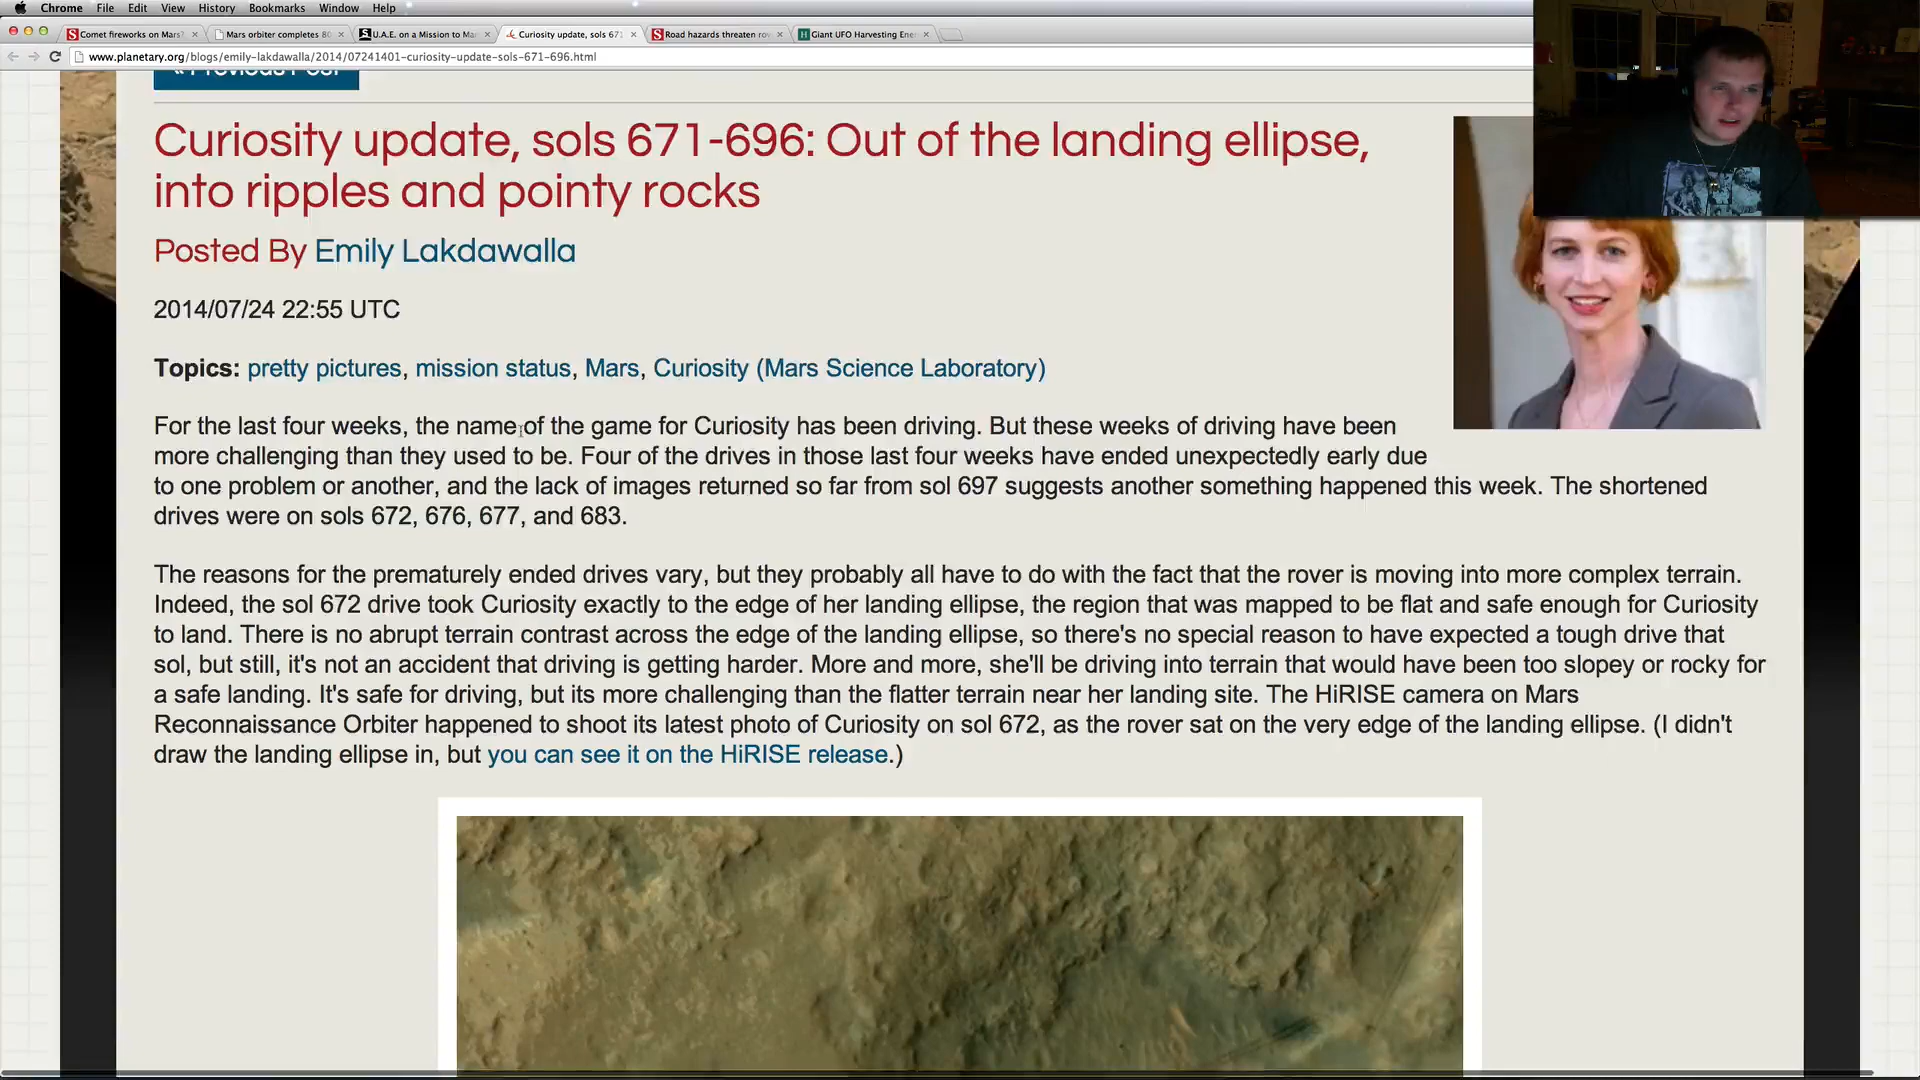 Chrome File Edit View History Bookmarks Window Help
Comet fireworks on Mars? Mars orbiter completes 80 U.A.E. on a Mission to Ma Curiosity update, sols 671 Road hazards threaten rov Giant UFO Harvesting Ene
www.planetary.org/blogs/emily-lakdawalla/2014/07241401-curiosity-update-sols-671-696.html
« Previous Post
Curiosity update, sols 671-696: Out of the landing ellipse,
into ripples and pointy rocks
Posted By Emily Lakdawalla
2014/07/24 22:55 UTC
Topics: pretty pictures, mission status, Mars, Curiosity (Mars Science Laboratory)
For the last four weeks, the name of the game for Curiosity has been driving. But these weeks of driving have been
more challenging than they used to be. Four of the drives in those last four weeks have ended unexpectedly early due
to one problem or another, and the lack of images returned so far from sol 697 suggests another something happened this week. The shortened
drives were on sols 672, 676, 677, and 683.
The reasons for the prematurely ended drives vary, but they probably all have to do with the fact that the rover is moving into more complex terrain.
Indeed, the sol 672 drive took Curiosity exactly to the edge of her landing ellipse, the region that was mapped to be flat and safe enough for Curiosity
to land. There is no abrupt terrain contrast across the edge of the landing ellipse, so there's no special reason to have expected a tough drive that
sol, but still, it's not an accident that driving is getting harder. More and more, she'll be driving into terrain that would have been too slopey or rocky for
a safe landing. It's safe for driving, but its more challenging than the flatter terrain near her landing site. The HiRISE camera on Mars
Reconnaissance Orbiter happened to shoot its latest photo of Curiosity on sol 672, as the rover sat on the very edge of the landing ellipse. (I didn't
draw the landing ellipse in, but you can see it on the HiRISE release.)